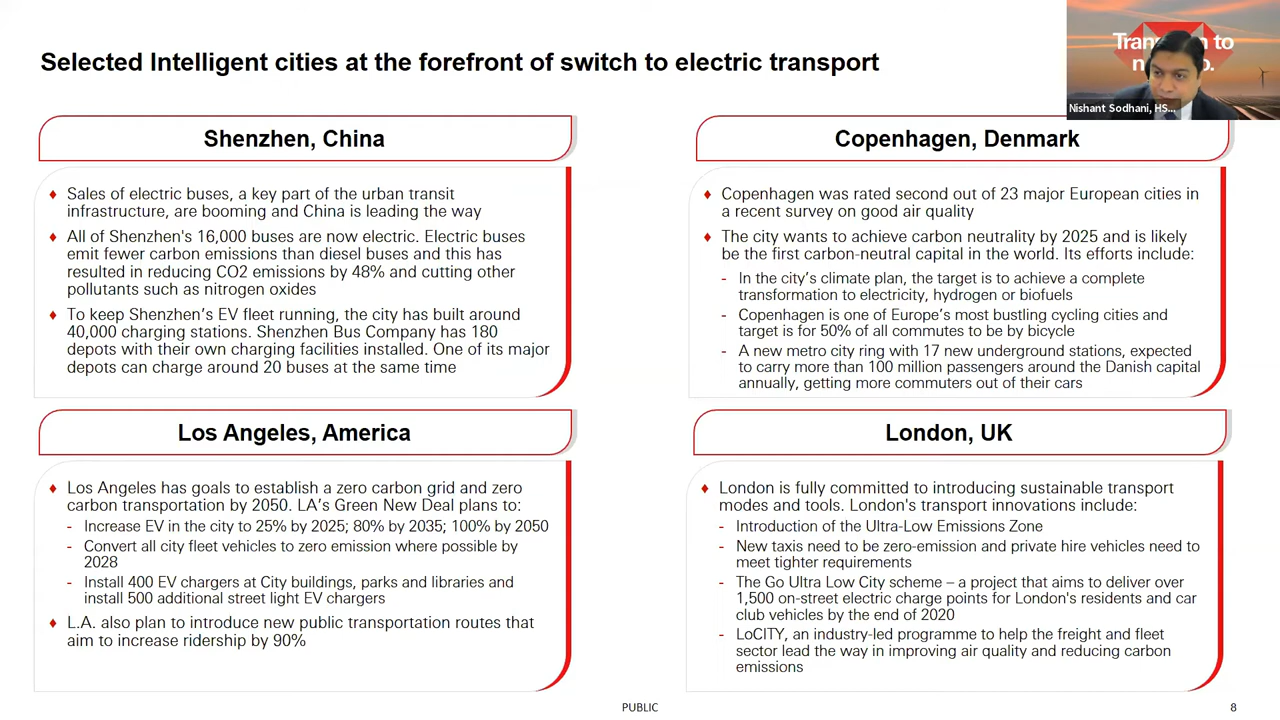 Selected Intelligent cities at the forefront of switch to electric transport
Nishant Sodhani, HS...
Shenzhen, China
Sales of electric buses, a key part of the urban transit
infrastructure, are booming and China is leading the way
All of Shenzhen's 16,000 buses are now electric. Electric buses
emit fewer carbon emissions than diesel buses and this has
resulted in reducing CO2 emissions by 48% and cutting other
pollutants such as nitrogen oxides
To keep Shenzhen's EV fleet running, the city has built around
40,000 charging stations. Shenzhen Bus Company has 180
depots with their own charging facilities installed. One of its major
depots can charge around 20 buses at the same time
Copenhagen, Denmark
Copenhagen was rated second out of 23 major European cities in
a recent survey on good air quality
The city wants to achieve carbon neutrality by 2025 and is likely
be the first carbon-neutral capital in the world. Its efforts include:
- In the city's climate plan, the target is to achieve a complete
transformation to electricity, hydrogen or biofuels
- Copenhagen is one of Europe's most bustling cycling cities and
target is for 50% of all commutes to be by bicycle
- A new metro city ring with 17 new underground stations, expected
to carry more than 100 million passengers around the Danish capital
annually, getting more commuters out of their cars
Los Angeles, America
Los Angeles has goals to establish a zero carbon grid and zero
carbon transportation by 2050. LA's Green New Deal plans to:
- Increase EV in the city to 25% by 2025; 80% by 2035; 100% by 2050
- Convert all city fleet vehicles to zero emission where possible by
2028
- Install 400 EV chargers at City buildings, parks and libraries and
install 500 additional street light EV chargers
L.A. also plan to introduce new public transportation routes that
aim to increase ridership by 90%
London, UK
London is fully committed to introducing sustainable transport
modes and tools. London's transport innovations include:
- Introduction of the Ultra-Low Emissions Zone
- New taxis need to be zero-emission and private hire vehicles need to
meet tighter requirements
- The Go Ultra Low City scheme – a project that aims to deliver over
1,500 on-street electric charge points for London's residents and car
club vehicles by the end of 2020
- LoCITY, an industry-led programme to help the freight and fleet
sector lead the way in improving air quality and reducing carbon
emissions
PUBLIC
8